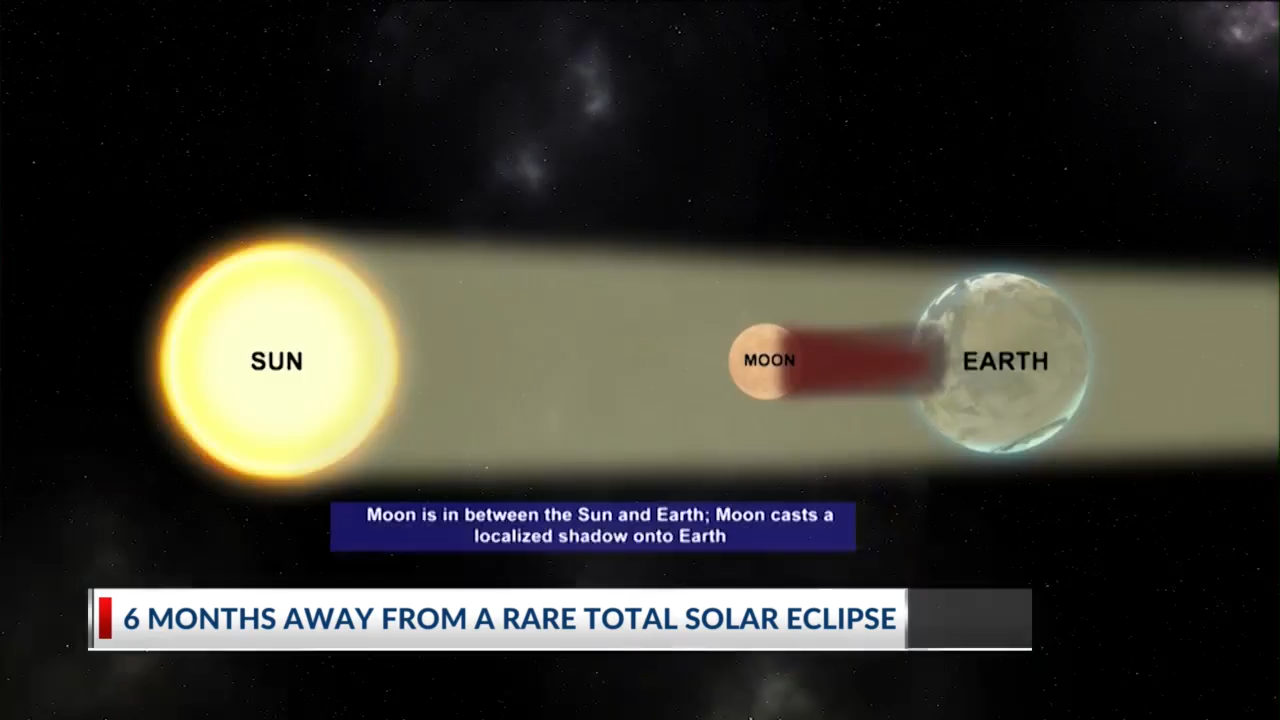 SUN
MOON
EARTH
Moon is in between the Sun and Earth; Moon casts a
localized shadow onto Earth
6 MONTHS AWAY FROM A RARE TOTAL SOLAR ECLIPSE